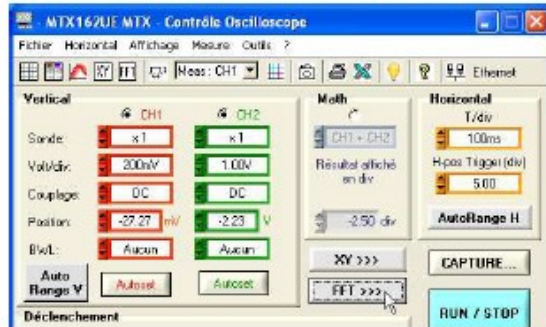 MTX162UE MTX - Contrôle Oscilloscope
Fichier Horizontal Affichage Mesure Outils ?
XY FFT Meas: CH1 Ethernet
Vertical Math Horizontal
CH1 CH2 T/div
Sonde: x1 x1 CH1 + CH2 100ms
Volt/div: 200mV 1.00V Résultat affiché en div H-pos Trigger (div)
Couplage: DC DC 5.00
Position: -27.27 mV -2.23 V -2.50 div AutoRange H
BWL: Aucun Aucun XY >>> CAPTURE...
Auto Range V Autoset Autoset FFT >>> RUN / STOP
Déclenchement